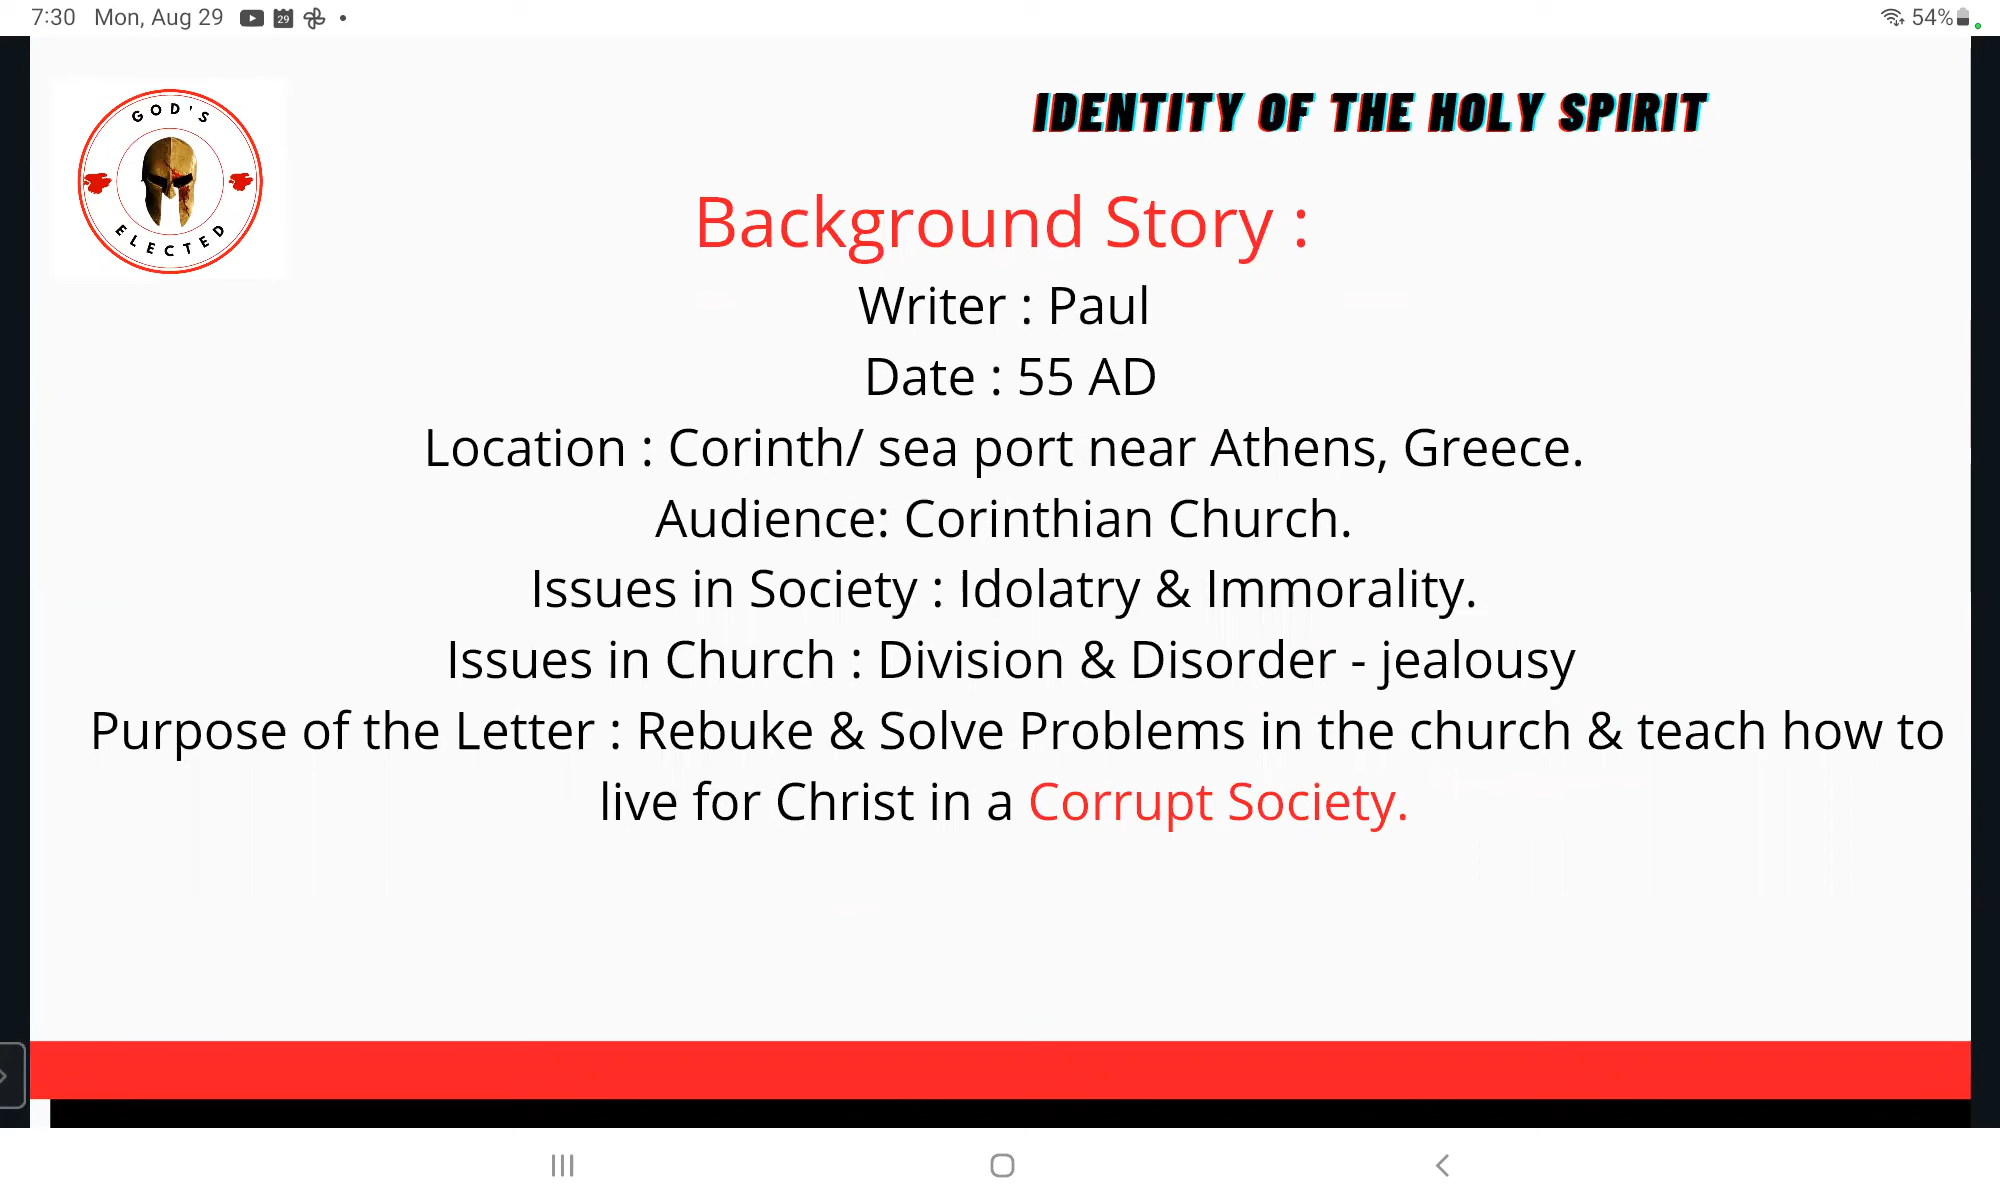 7:30 Mon, Aug 29 29 54%
GOD'S
ELECTED
IDENTITY OF THE HOLY SPIRIT
Background Story :
Writer : Paul
Date : 55 AD
Location : Corinth/ sea port near Athens, Greece.
Audience: Corinthian Church.
Issues in Society : Idolatry & Immorality.
Issues in Church : Division & Disorder - jealousy
Purpose of the Letter : Rebuke & Solve Problems in the church & teach how to
live for Christ in a Corrupt Society.